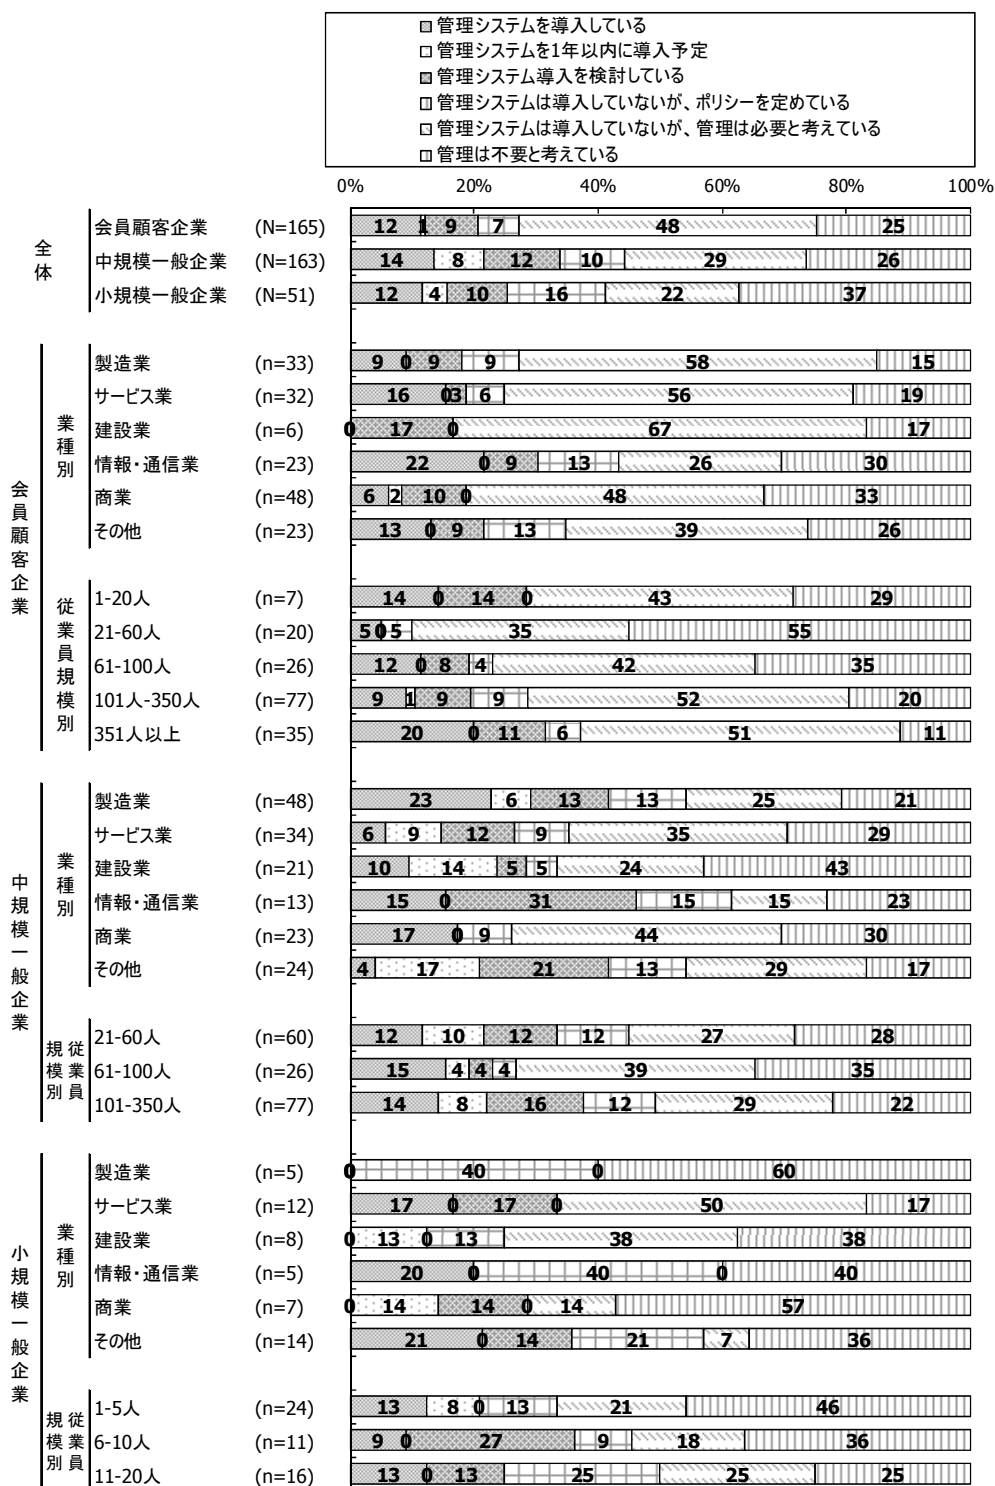 管理システムを導入している
管理システムを1年以内に導入予定
管理システム導入を検討している
管理システムは導入していないが、ポリシーを定めている
管理システムは導入していないが、管理は必要と考えている
管理は不要と考えている
0% 20% 40% 60% 80% 100%
全体
会員顧客企業 (N=165) 12 1 9 7 48 25
中規模一般企業 (N=163) 14 8 12 10 29 26
小規模一般企業 (N=51) 12 4 10 16 22 37
会員顧客企業
業種別
製造業 (n=33) 9 0 9 9 58 15
サービス業 (n=32) 16 0 3 6 56 19
建設業 (n=6) 0 17 0 67 17
情報・通信業 (n=23) 22 0 9 13 26 30
商業 (n=48) 6 2 10 0 48 33
その他 (n=23) 13 0 9 13 39 26
従業員規模別
1-20人 (n=7) 14 0 14 0 43 29
21-60人 (n=20) 5 0 5 35 55
61-100人 (n=26) 12 0 8 4 42 35
101人-350人 (n=77) 9 1 9 9 52 20
351人以上 (n=35) 20 0 11 6 51 11
中規模一般企業
業種別
製造業 (n=48) 23 6 13 13 25 21
サービス業 (n=34) 6 9 12 9 35 29
建設業 (n=21) 10 14 5 5 24 43
情報・通信業 (n=13) 15 0 31 15 15 23
商業 (n=23) 17 0 9 44 30
その他 (n=24) 4 17 21 13 29 17
従業員規模別
21-60人 (n=60) 12 10 12 12 27 28
61-100人 (n=26) 15 4 4 4 39 35
101-350人 (n=77) 14 8 16 12 29 22
小規模一般企業
業種別
製造業 (n=5) 0 40 0 60
サービス業 (n=12) 17 0 17 0 50 17
建設業 (n=8) 0 13 0 13 38 38
情報・通信業 (n=5) 20 0 40 0 40
商業 (n=7) 0 14 14 0 14 57
その他 (n=14) 21 0 14 21 7 36
従業員規模別
1-5人 (n=24) 13 8 0 13 21 46
6-10人 (n=11) 9 0 27 9 18 36
11-20人 (n=16) 13 0 13 25 25 25